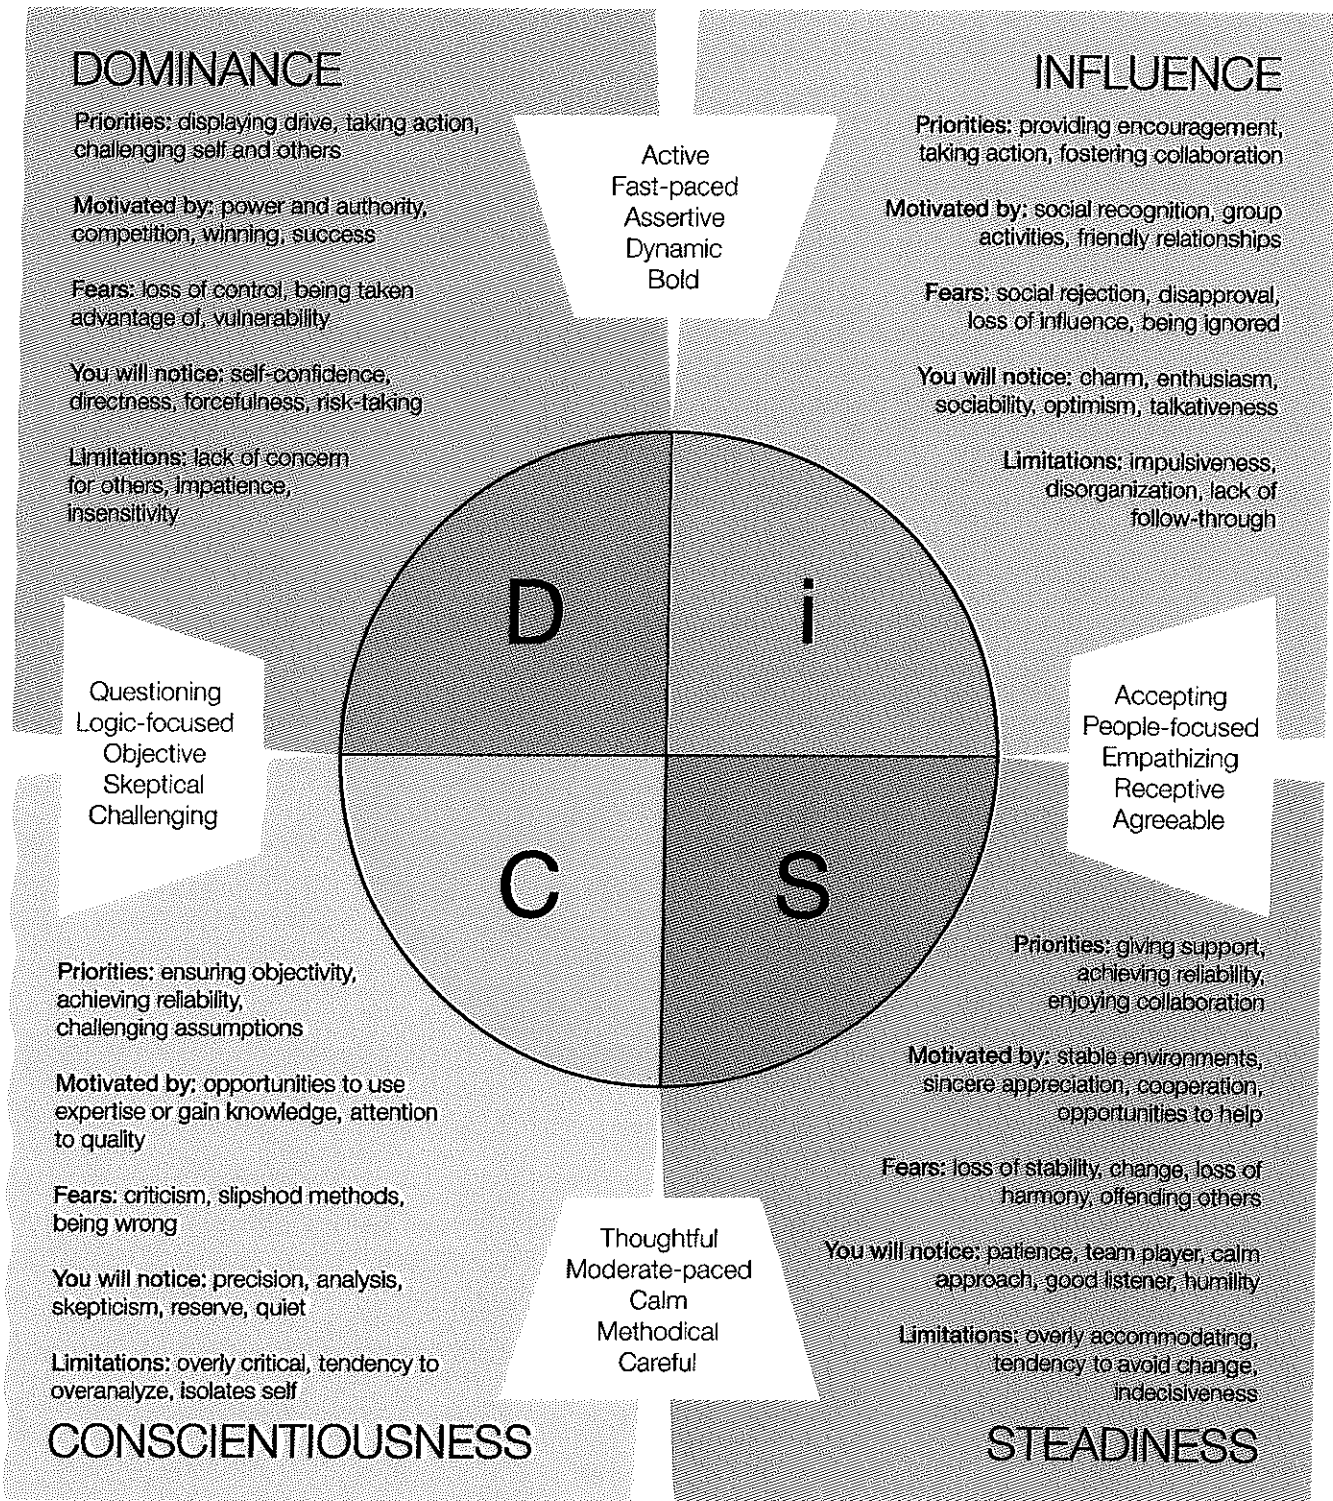 DOMINANCE
Priorities: displaying drive, taking action,
challenging self and others
Motivated by: power and authority,
competition, winning, success
Fears: loss of control, being taken
advantage of, vulnerability
You will notice: self-confidence,
directness, forcefulness, risk-taking
Limitations: lack of concern
for others, impatience,
insensitivity
Active
Fast-paced
Assertive
Dynamic
Bold
INFLUENCE
Priorities: providing encouragement,
taking action, fostering collaboration
Motivated by: social recognition, group
activities, friendly relationships
Fears: social rejection, disapproval,
loss of influence, being ignored
You will notice: charm, enthusiasm,
sociability, optimism, talkativeness
Limitations: impulsiveness,
disorganization, lack of
follow-through
D
i
Questioning
Logic-focused
Objective
Skeptical
Challenging
Accepting
People-focused
Empathizing
Receptive
Agreeable
C
S
Priorities: ensuring objectivity,
achieving reliability,
challenging assumptions
Motivated by: opportunities to use
expertise or gain knowledge, attention
to quality
Fears: criticism, slipshod methods,
being wrong
You will notice: precision, analysis,
skepticism, reserve, quiet
Limitations: overly critical, tendency to
overanalyze, isolates self
CONSCIENTIOUSNESS
Thoughtful
Moderate-paced
Calm
Methodical
Careful
Priorities: giving support,
achieving reliability,
enjoying collaboration
Motivated by: stable environments,
sincere appreciation, cooperation,
opportunities to help
Fears: loss of stability, change, loss of
harmony, offending others
You will notice: patience, team player, calm
approach, good listener, humility
Limitations: overly accommodating,
tendency to avoid change,
indecisiveness
STEADINESS